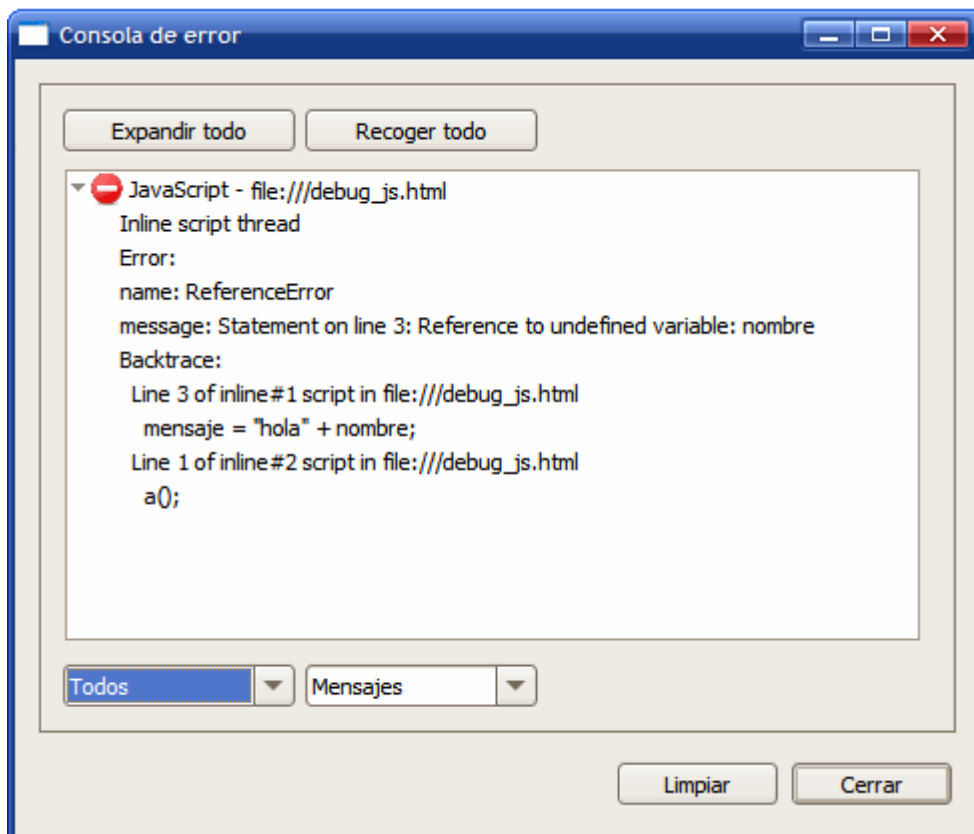 Consola de error
Expandir todo Recoger todo
JavaScript - file:///debug_js.html
Inline script thread
Error:
name: ReferenceError
message: Statement on line 3: Reference to undefined variable: nombre
Backtrace:
Line 3 of inline#1 script in file:///debug_js.html
mensaje = "hola" + nombre;
Line 1 of inline#2 script in file:///debug_js.html
a();
Todos Mensajes
Limpiar Cerrar